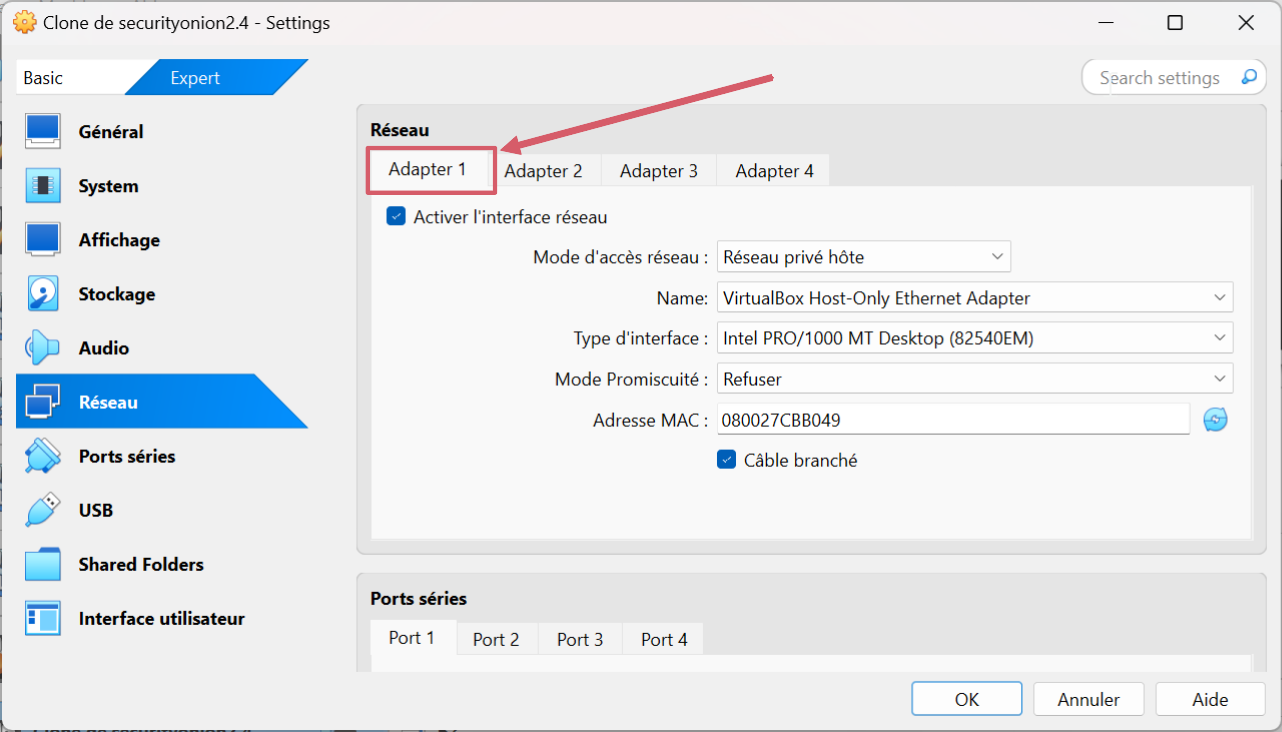 Clone de securityonion2.4 - Settings
Basic
Expert
Search settings
Général
System
Affichage
Stockage
Audio
Réseau
Ports séries
USB
Shared Folders
Interface utilisateur
Réseau
Adapter 1 Adapter 2 Adapter 3 Adapter 4
Activer l'interface réseau
Mode d'accès réseau : Réseau privé hôte
Name: VirtualBox Host-Only Ethernet Adapter
Type d'interface : Intel PRO/1000 MT Desktop (82540EM)
Mode Promiscuité : Refuser
Adresse MAC : 080027CBB049
Câble branché
Ports séries
Port 1 Port 2 Port 3 Port 4
OK Annuler Aide